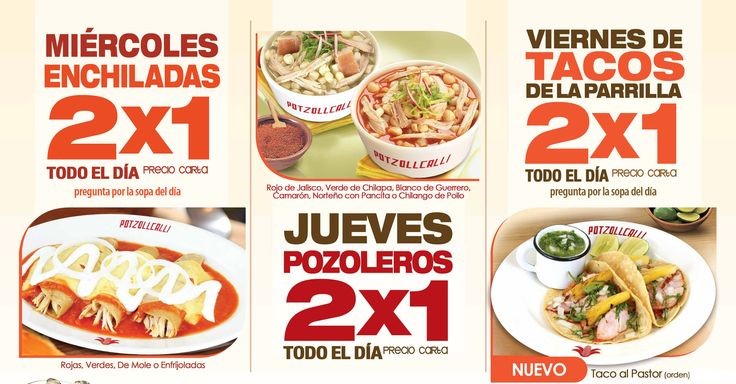 MIÉRCOLES
ENCHILADAS
2x1
TODO EL DÍA PRECIO CARTA
pregunta por la sopa del día
POTZOLLCALLI
Rojas, Verdes, De Mole o Enfrijoladas
POTZOLLCALLI
POTZOLLCALLI
Rojo de Jalisco, Verde de Chilapa, Blanco de Guerrero,
Camarón, Norteño con Pancita o Chilango de Pollo
JUEVES
POZOLEROS
2x1
TODO EL DÍA PRECIO CARTA
VIERNES DE
TACOS
DE LA PARRILLA
2x1
TODO EL DÍA PRECIO CARTA
pregunta por la sopa del día
POTZOLLCALLI
NUEVO
Taco al Pastor (orden)